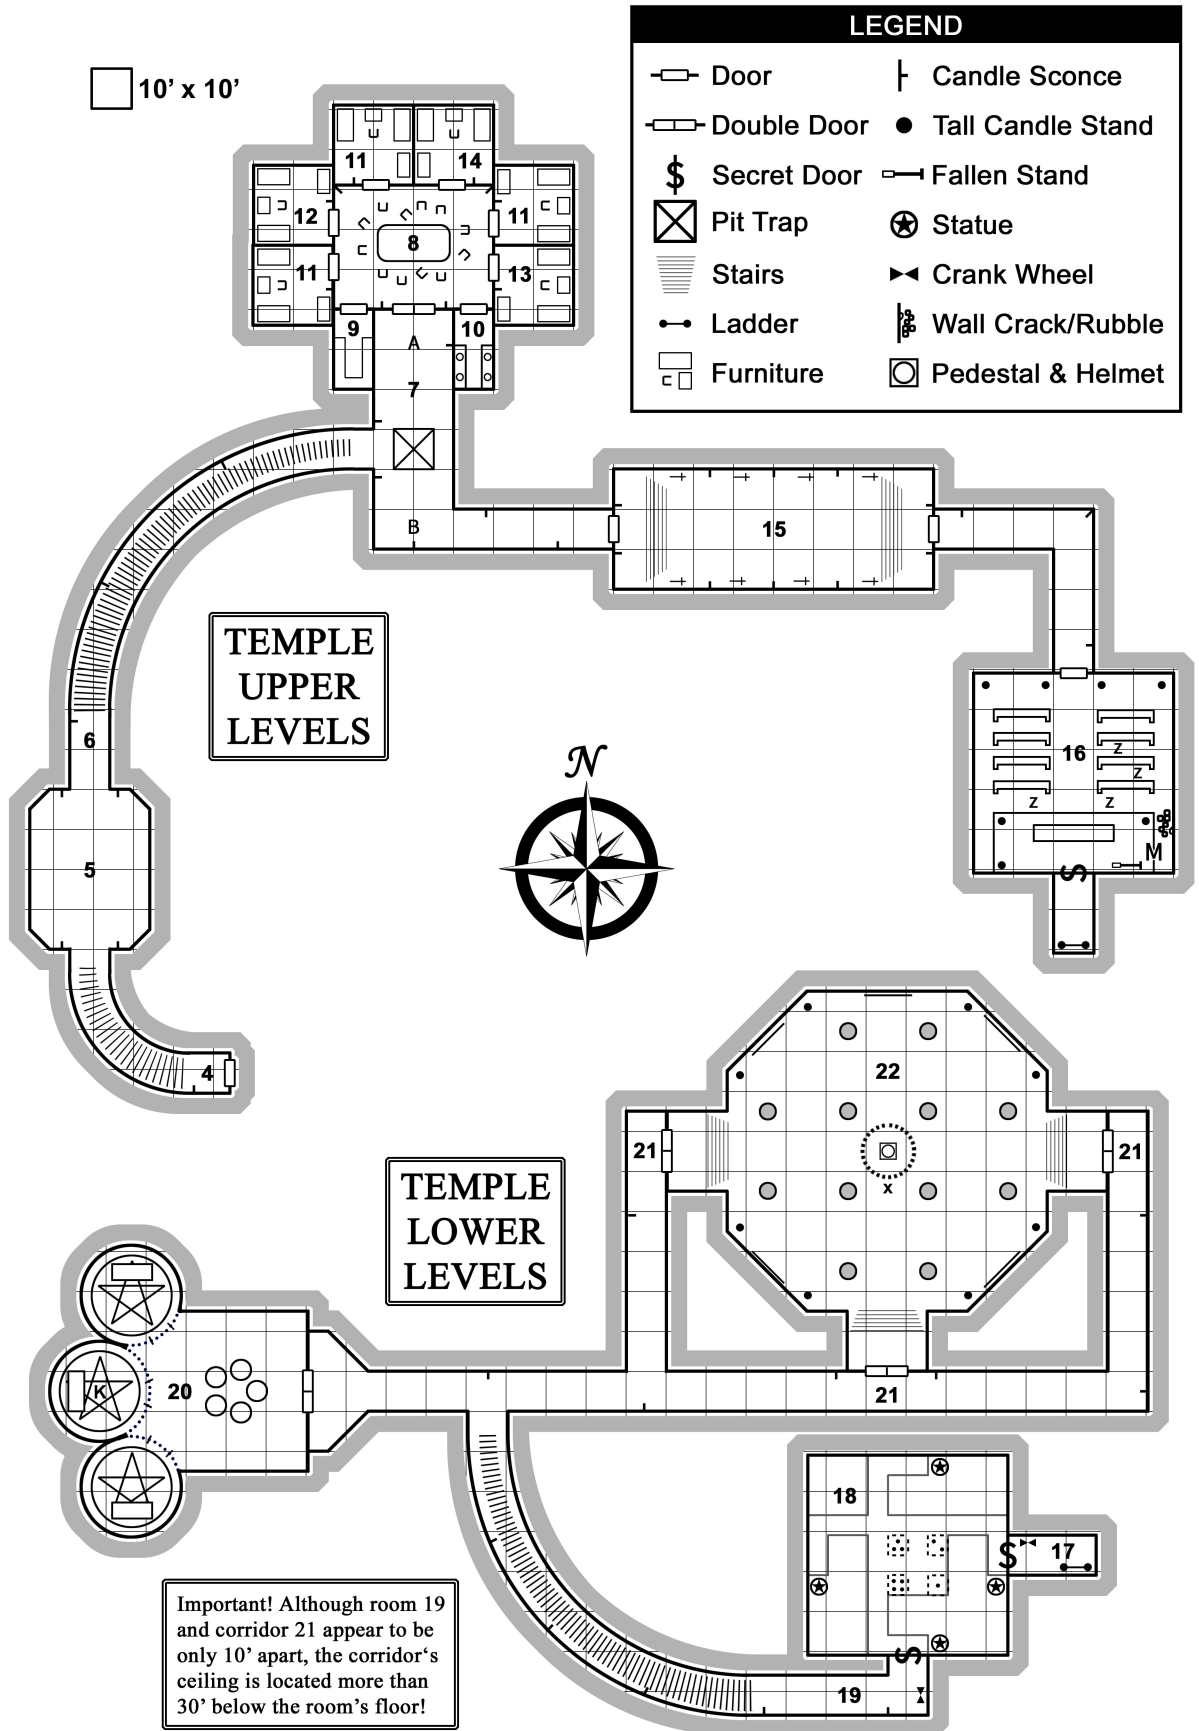 LEGEND
Door
Candle Sconce
Double Door
Tall Candle Stand
$ Secret Door
Fallen Stand
Pit Trap
Statue
Stairs
Crank Wheel
Ladder
Wall Crack/Rubble
Furniture
Pedestal & Helmet
10' x 10'
11
14
12
11
8
11
13
9
10
A
7
B
15
TEMPLE
UPPER
LEVELS
6
5
4
N
16
Z
Z
Z
Z
M
S
22
21
21
x
TEMPLE
LOWER
LEVELS
K
20
21
18
S
17
S
19
Important! Although room 19
and corridor 21 appear to be
only 10' apart, the corridor‘s
ceiling is located more than
30' below the room's floor!